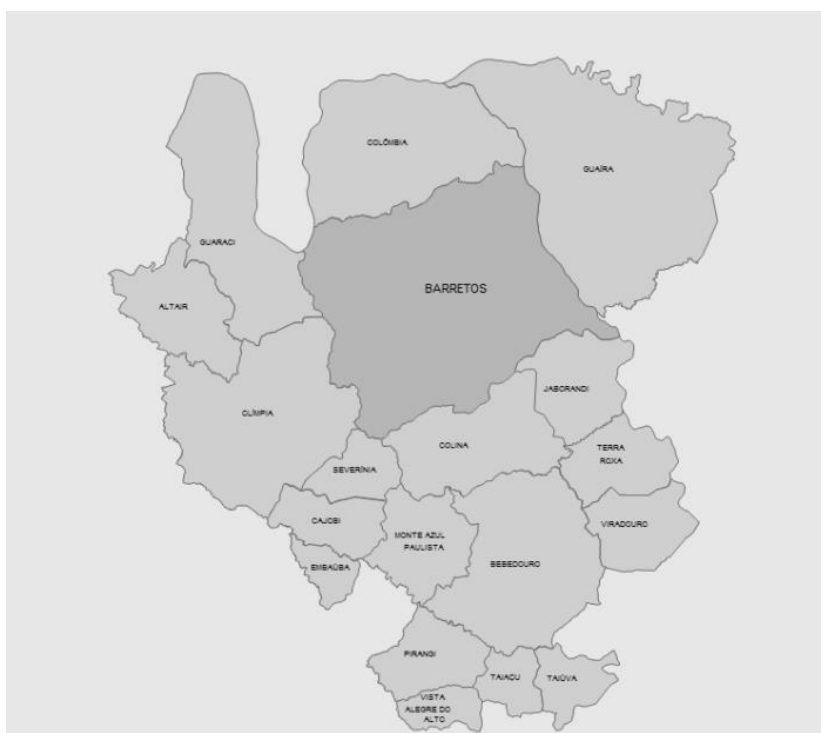 COLÔMBIA
GUAÍRA
GUARACI
BARRETOS
ALTAIR
JABORANDI
OLÍMPIA
COLINA
TERRA
ROXA
SEVERÍNIA
CAJOBI
VIRADOURO
MONTE AZUL
PAULISTA
BEBEDOURO
EMBAÚBA
PIRANGI
TAIAÇU
TAIÚVA
VISTA
ALEGRE DO
ALTO